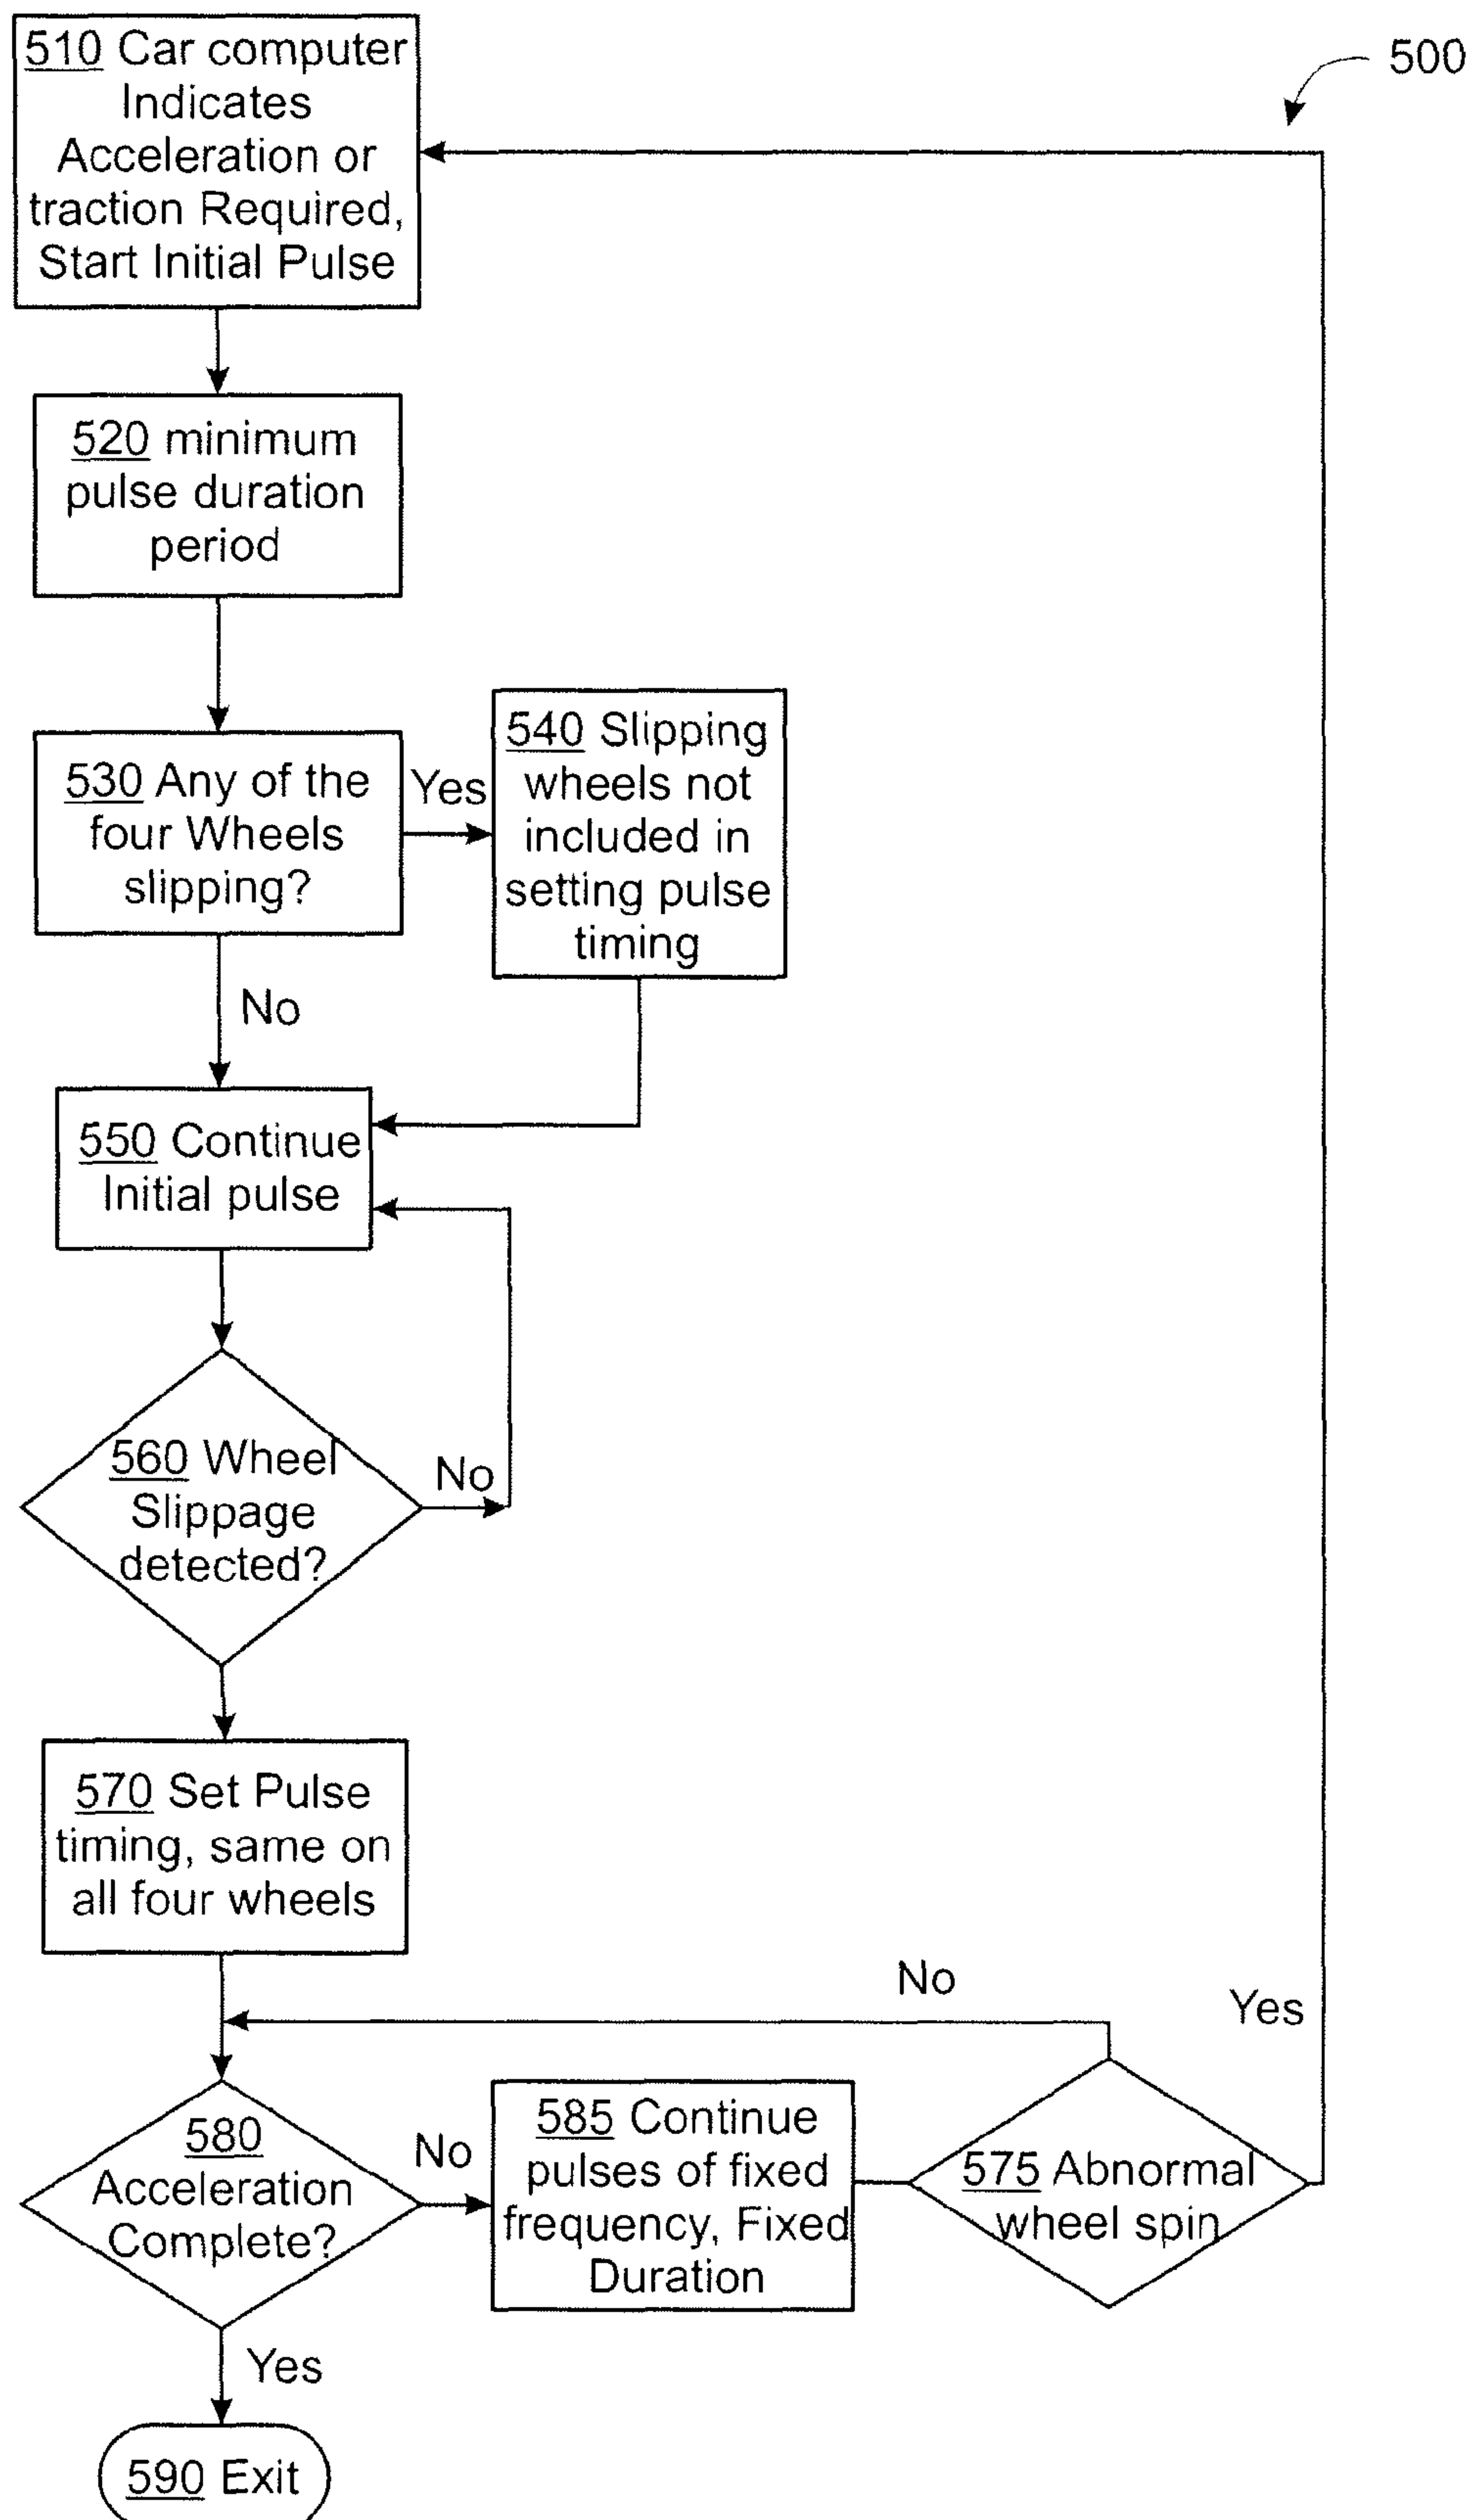 510 Car computer
Indicates
Acceleration or
traction Required,
Start Initial Pulse
500
520 minimum
pulse duration
period
530 Any of the
four Wheels
slipping?
Yes
540 Slipping
wheels not
included in
setting pulse
timing
No
550 Continue
Initial pulse
560 Wheel
Slippage
detected?
No
570 Set Pulse
timing, same on
all four wheels
No
Yes
580
Acceleration
Complete?
No
585 Continue
pulses of fixed
frequency, Fixed
Duration
575 Abnormal
wheel spin
Yes
590 Exit